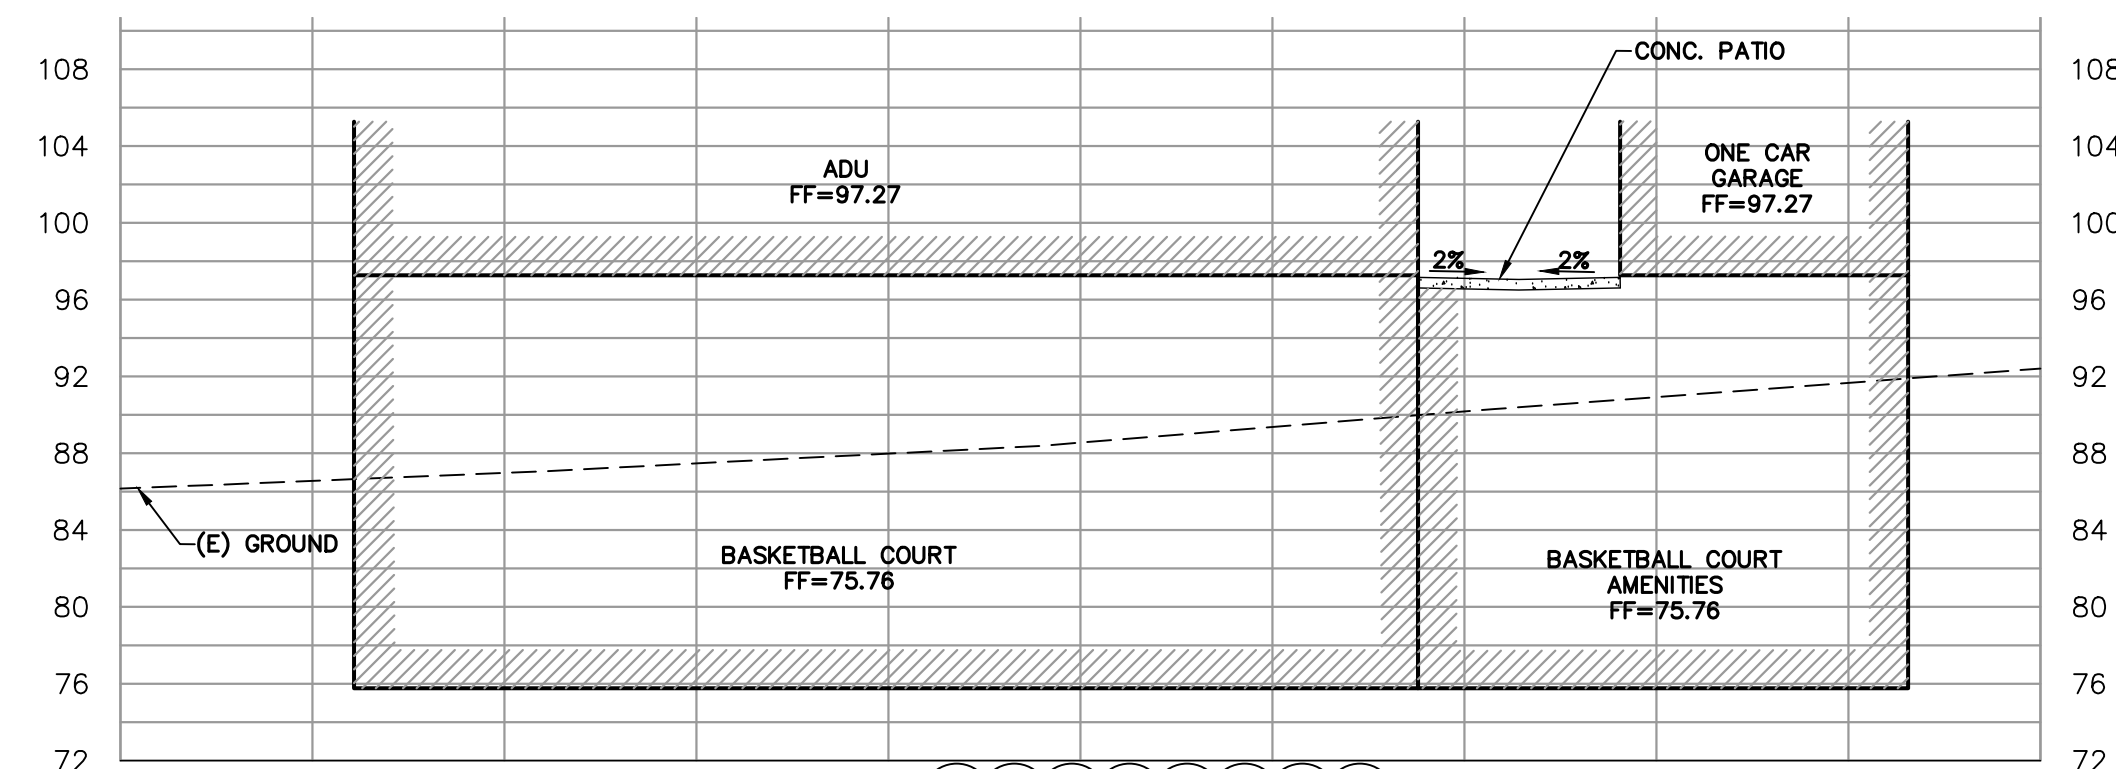 CONC. PATIO
108
108
104
104
ADU
FF=97.27
ONE CAR
GARAGE
FF=97.27
100
100
2%
2%
96
96
92
92
88
88
84
84
(E) GROUND
BASKETBALL COURT
FF=75.76
BASKETBALL COURT
AMENITIES
FF=75.76
80
80
76
76
72
72